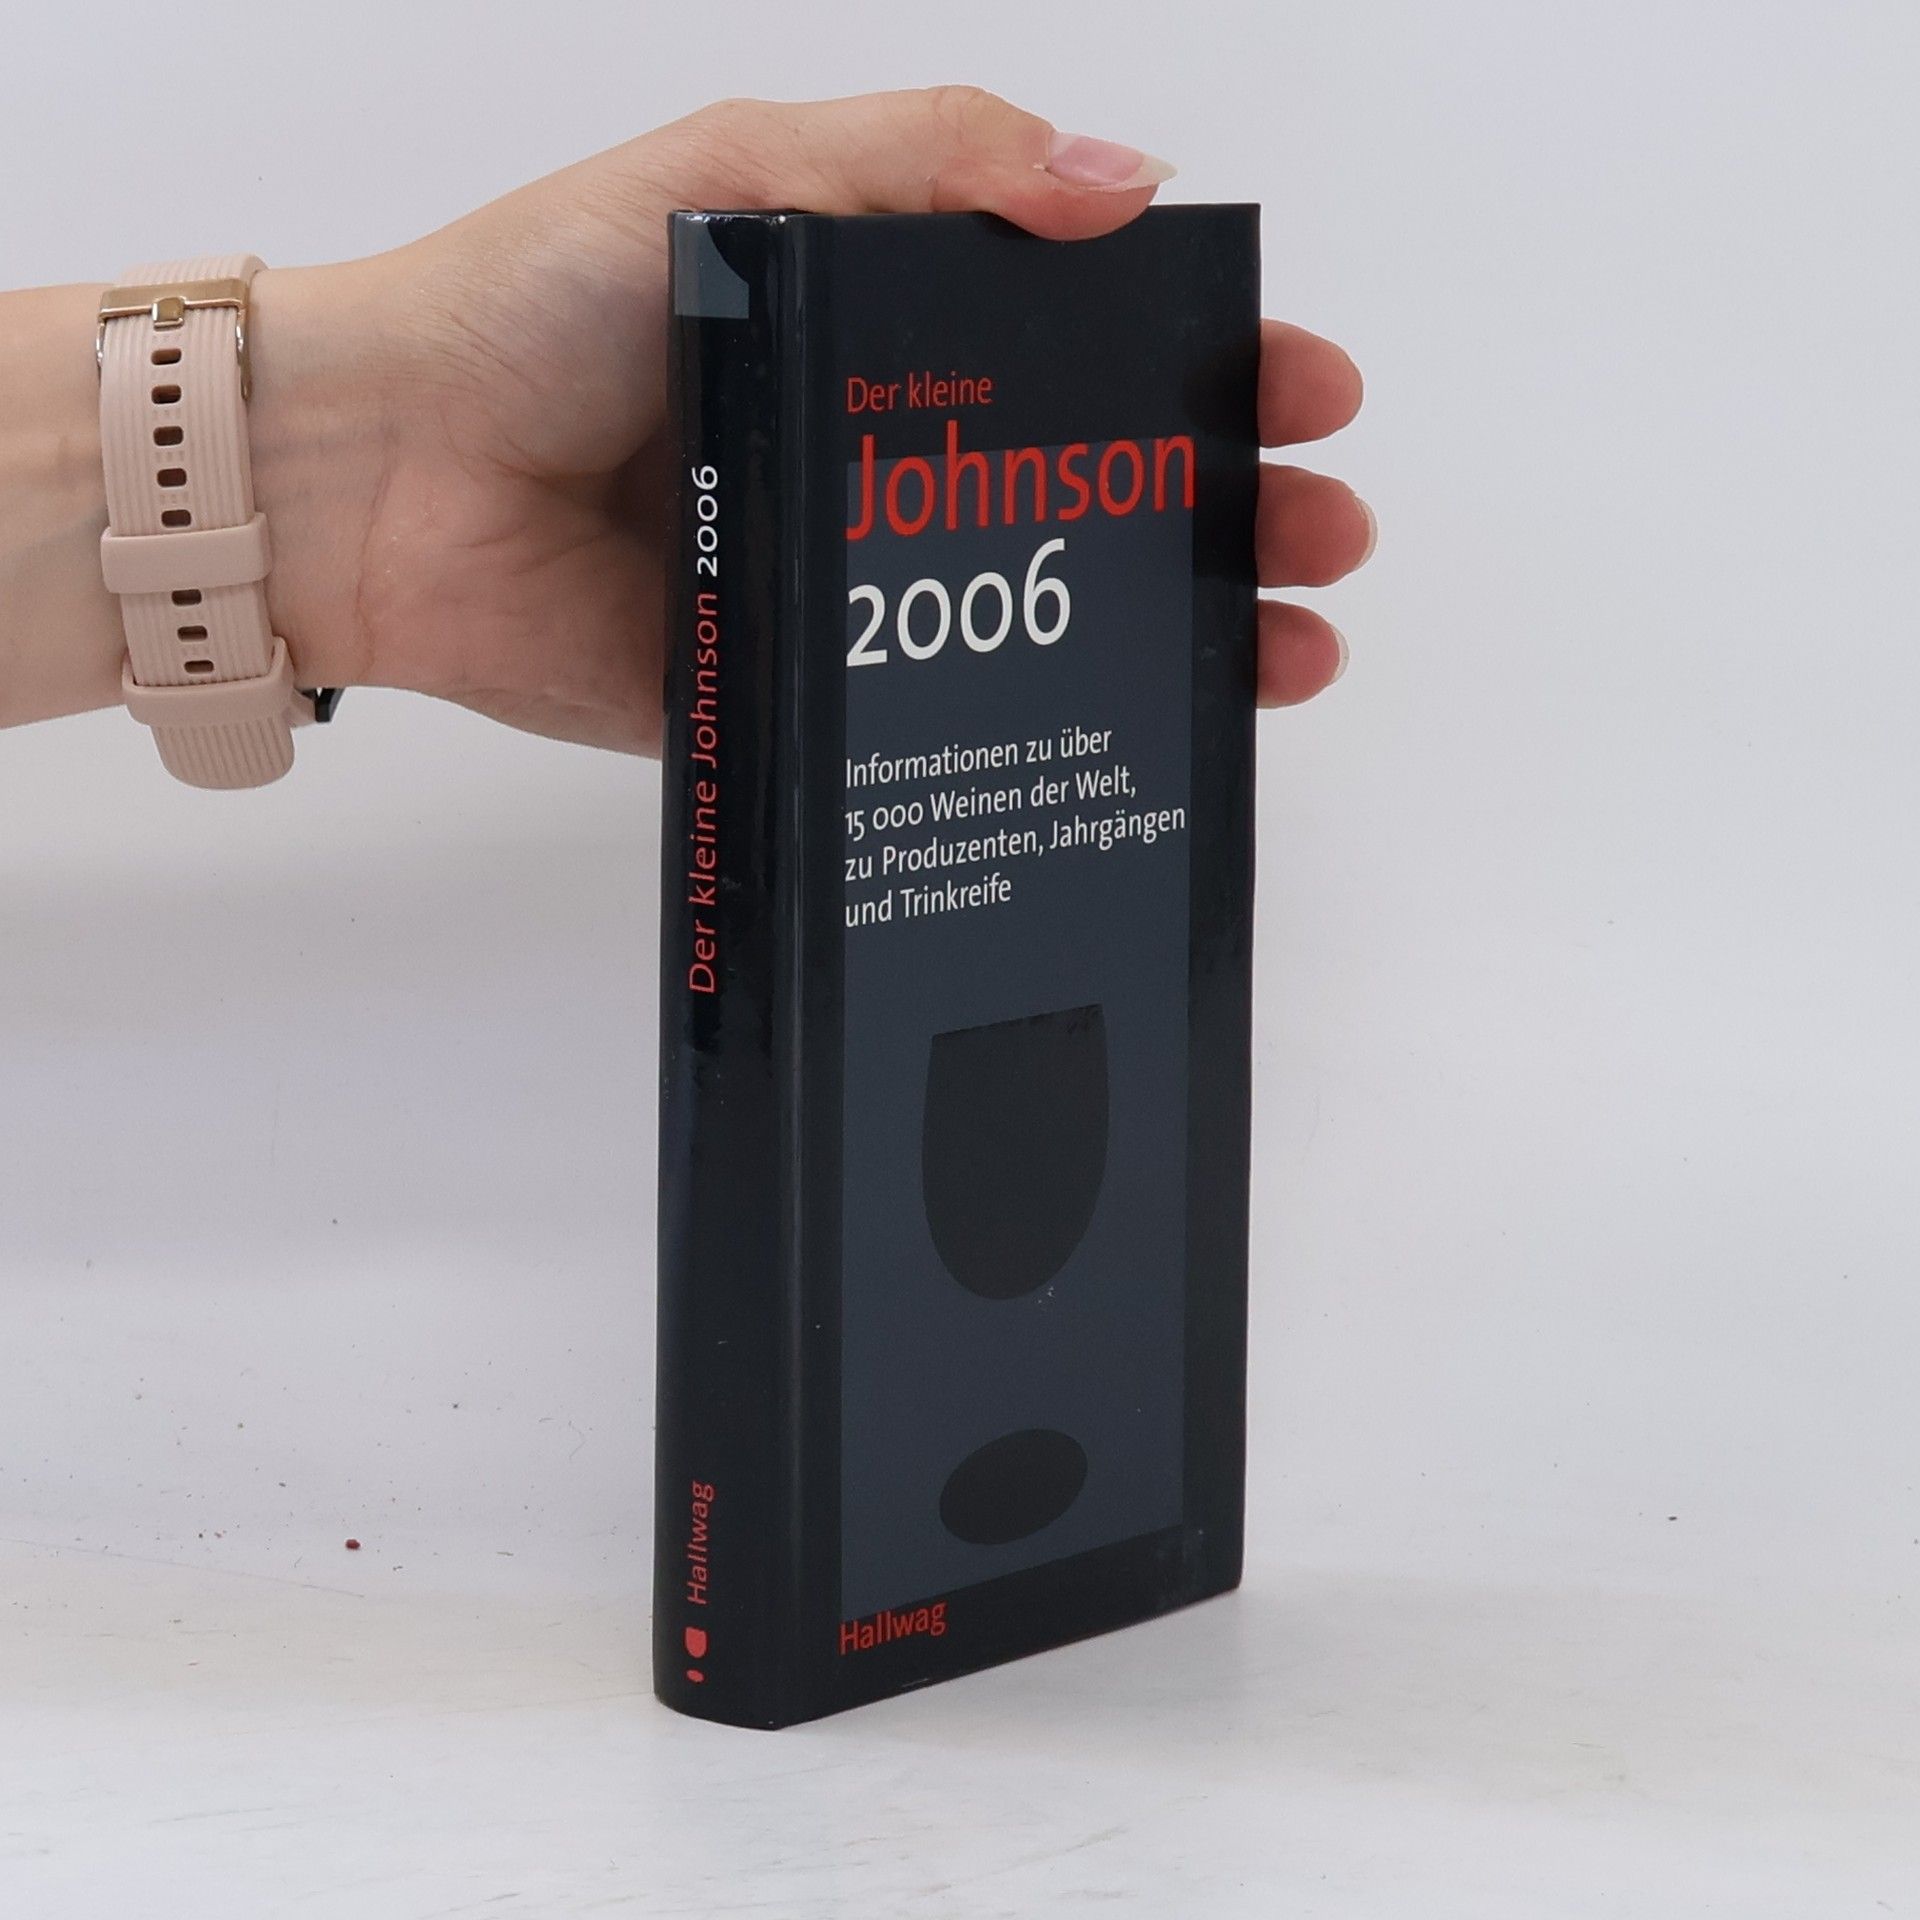 Der kleine Johnson 2006
Hallwag
Der kleine
Johnson
2006
Informationen zu über
15 000 Weinen der Welt,
zu Produzenten, Jahrgängen
und Trinkreife
Hallwag